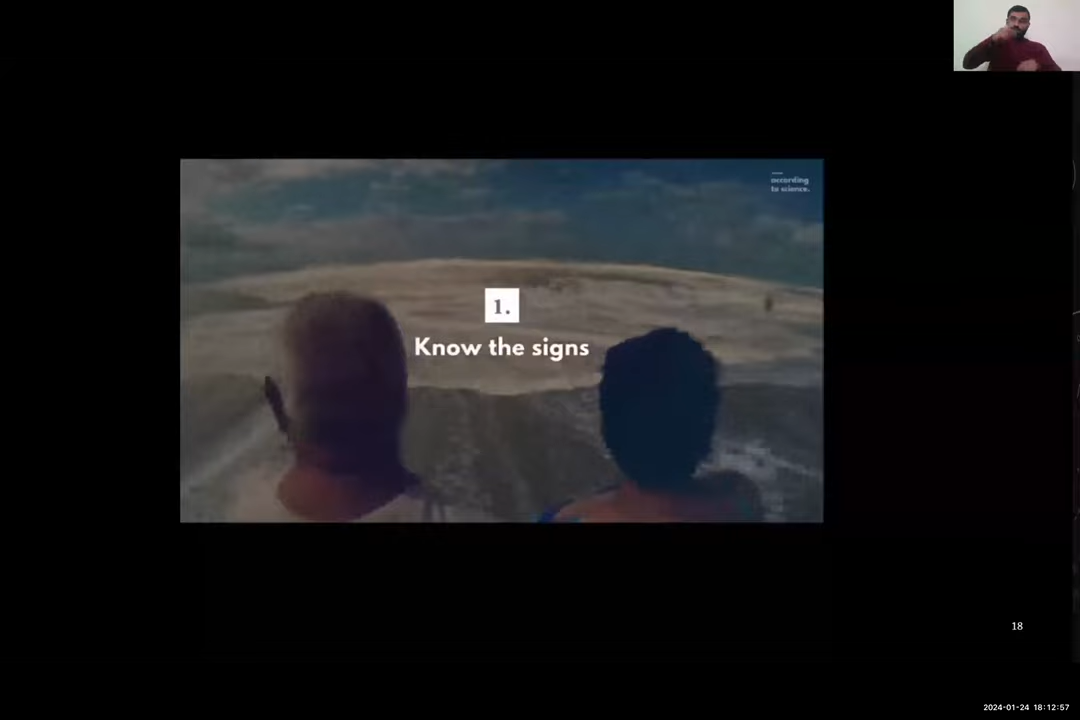 according
to science.
1.
Know the signs
18
2024-01-24 18:12:57